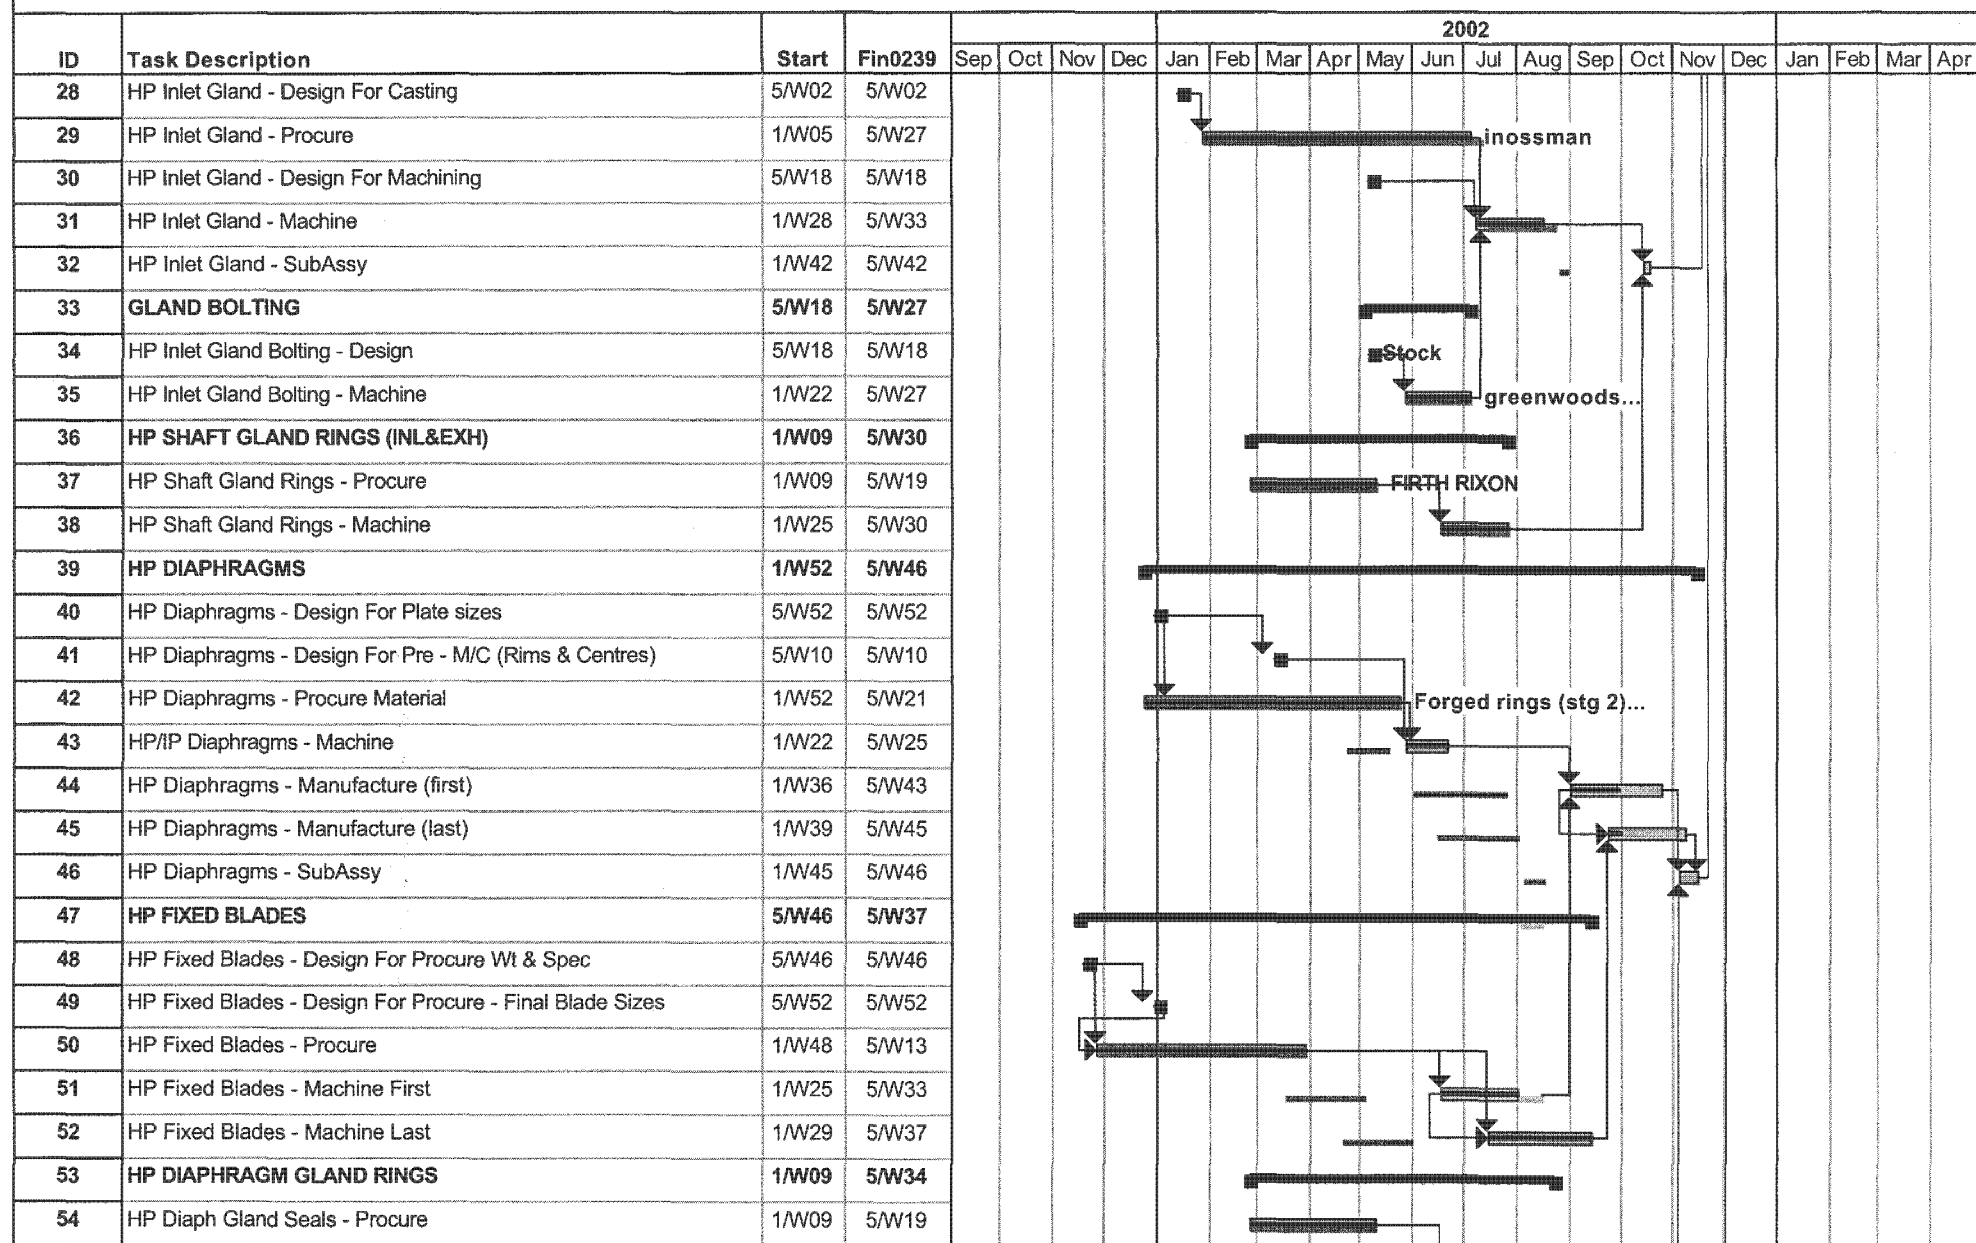 2002
ID Task Description Start Fin0239 Sep Oct Nov Dec Jan Feb Mar Apr May Jun Jul Aug Sep Oct Nov Dec Jan Feb Mar Apr
28 HP Inlet Gland - Design For Casting 5/W02 5/W02
29 HP Inlet Gland - Procure 1/W05 5/W27 inossman
30 HP Inlet Gland - Design For Machining 5/W18 5/W18
31 HP Inlet Gland - Machine 1/W28 5/W33
32 HP Inlet Gland - SubAssy 1/W42 5/W42
33 GLAND BOLTING 5/W18 5/W27
34 HP Inlet Gland Bolting - Design 5/W18 5/W18 Stock
35 HP Inlet Gland Bolting - Machine 1/W22 5/W27 greenwoods...
36 HP SHAFT GLAND RINGS (INL&EXH) 1/W09 5/W30
37 HP Shaft Gland Rings - Procure 1/W09 5/W19 FIRTH RIXON
38 HP Shaft Gland Rings - Machine 1/W25 5/W30
39 HP DIAPHRAGMS 1/W52 5/W46
40 HP Diaphragms - Design For Plate sizes 5/W52 5/W52
41 HP Diaphragms - Design For Pre - M/C (Rims & Centres) 5/W10 5/W10
42 HP Diaphragms - Procure Material 1/W52 5/W21 Forged rings (stg 2)...
43 HP/IP Diaphragms - Machine 1/W22 5/W25
44 HP Diaphragms - Manufacture (first) 1/W36 5/W43
45 HP Diaphragms - Manufacture (last) 1/W39 5/W45
46 HP Diaphragms - SubAssy 1/W45 5/W46
47 HP FIXED BLADES 5/W46 5/W37
48 HP Fixed Blades - Design For Procure Wt & Spec 5/W46 5/W46
49 HP Fixed Blades - Design For Procure - Final Blade Sizes 5/W52 5/W52
50 HP Fixed Blades - Procure 1/W48 5/W13
51 HP Fixed Blades - Machine First 1/W25 5/W33
52 HP Fixed Blades - Machine Last 1/W29 5/W37
53 HP DIAPHRAGM GLAND RINGS 1/W09 5/W34
54 HP Diaph Gland Seals - Procure 1/W09 5/W19